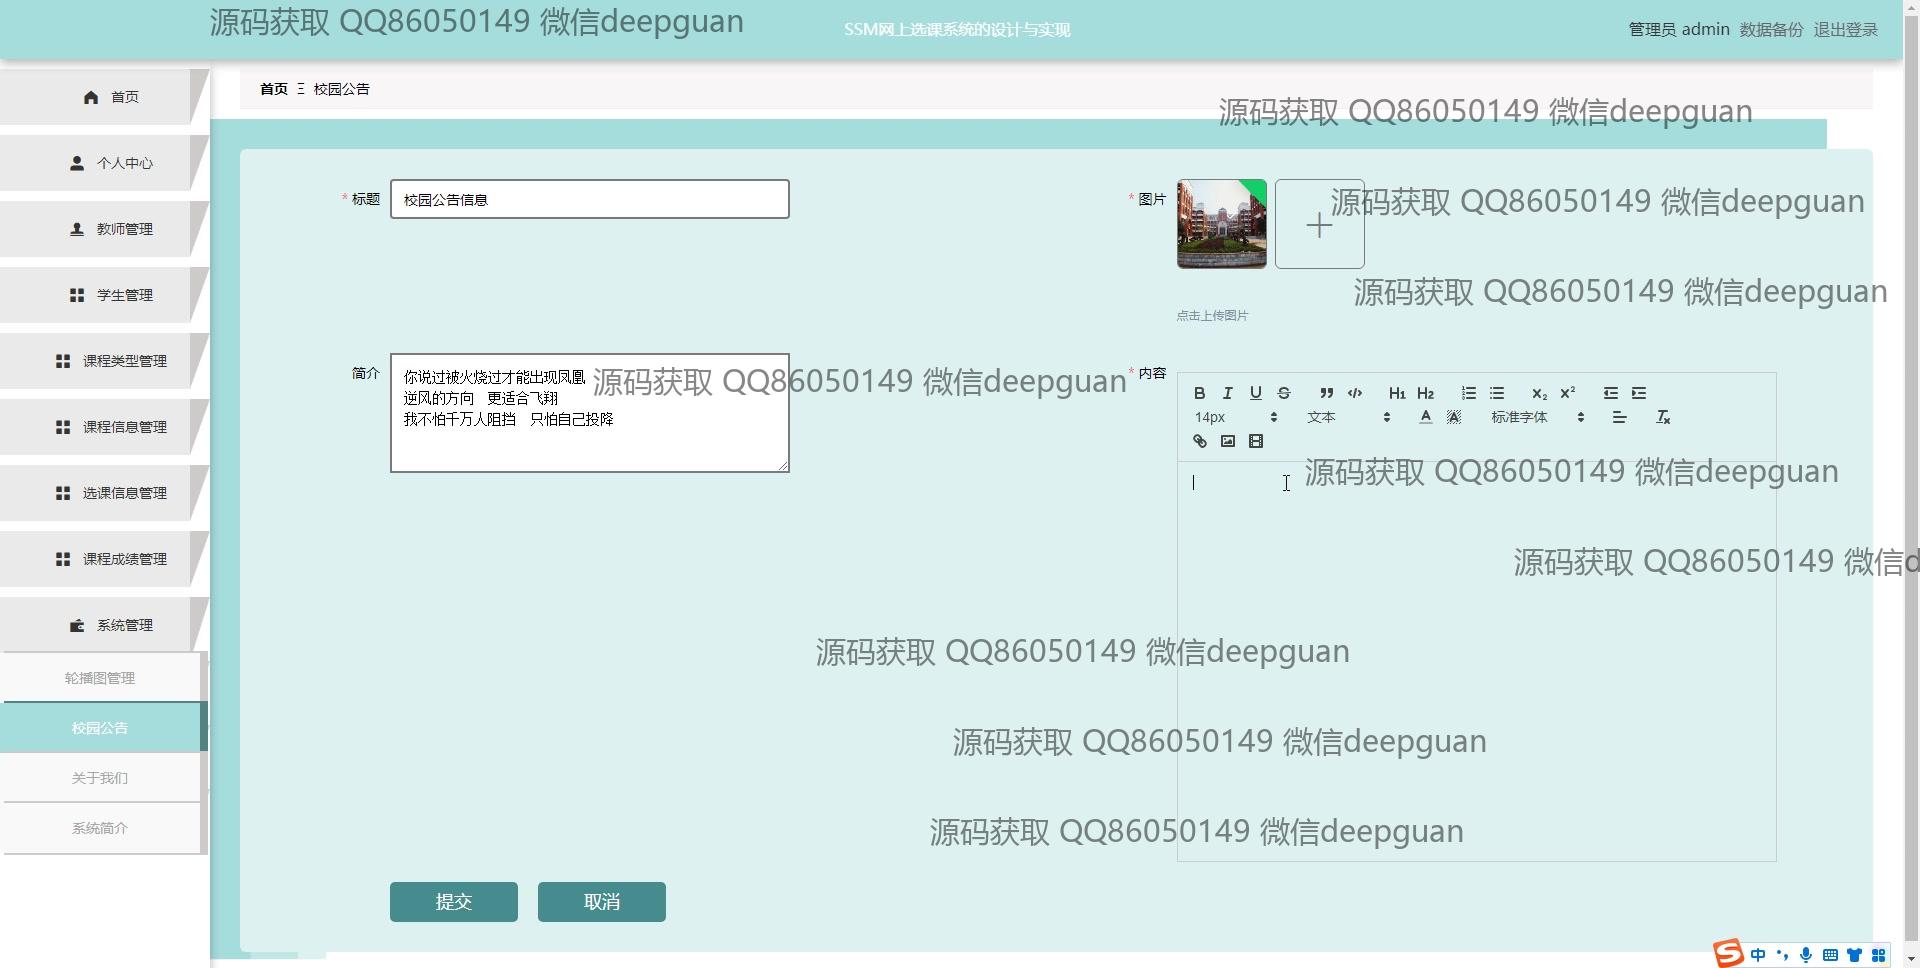 源码获取 QQ86050149 微信deepguan
SSM网上选课系统的设计与实现
管理员 admin 数据备份 退出登录
首页
首页 Ξ 校园公告
源码获取 QQ86050149 微信deepguan
个人中心
* 标题 校园公告信息
* 图片
源码获取 QQ86050149 微信deepguan
教师管理
学生管理
源码获取 QQ86050149 微信deepguan
点击上传图片
课程类型管理
简介
你说过被火烧过才能出现凤凰
逆风的方向 更适合飞翔
我不怕千万人阻挡 只怕自己投降
源码获取 QQ86050149 微信deepguan
* 内容
B I U S ” </> H1 H2 x2 x2
14px 文本 A A 标准字体 Tx
课程信息管理
源码获取 QQ86050149 微信deepguan
选课信息管理
课程成绩管理
源码获取 QQ86050149 微信d
系统管理
源码获取 QQ86050149 微信deepguan
轮播图管理
校园公告
源码获取 QQ86050149 微信deepguan
关于我们
系统简介
源码获取 QQ86050149 微信deepguan
提交 取消
S 中